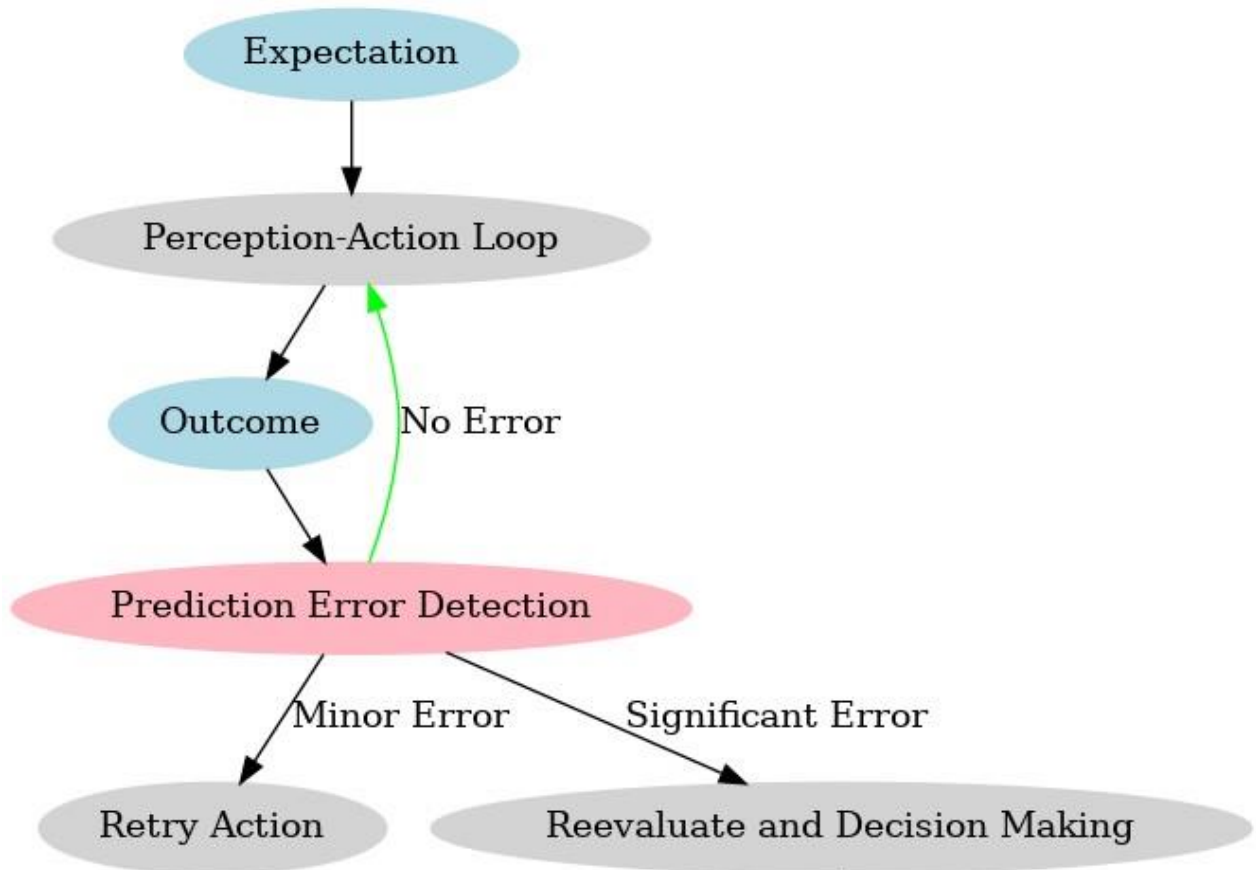 Expectation
Perception-Action Loop
Outcome
No Error
Prediction Error Detection
Minor Error
Significant Error
Retry Action
Reevaluate and Decision Making